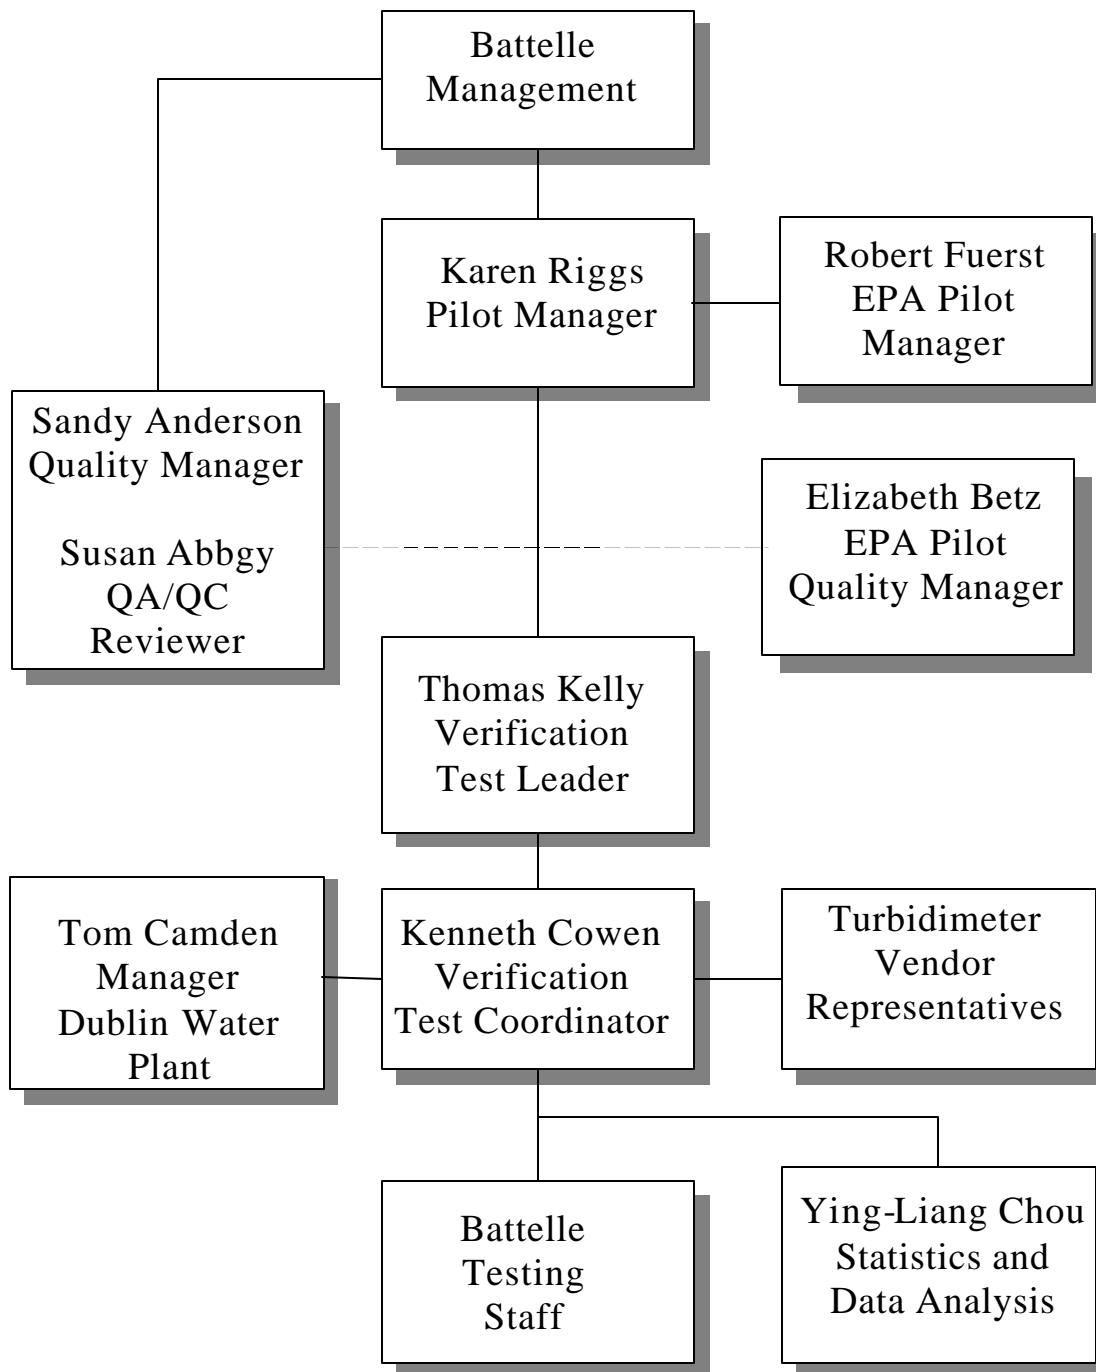 Battelle
Management
Karen Riggs
Pilot Manager
Robert Fuerst
EPA Pilot
Manager
Sandy Anderson
Quality Manager
Susan Abbgy
QA/QC
Reviewer
Elizabeth Betz
EPA Pilot
Quality Manager
Thomas Kelly
Verification
Test Leader
Tom Camden
Manager
Dublin Water
Plant
Kenneth Cowen
Verification
Test Coordinator
Turbidimeter
Vendor
Representatives
Battelle
Testing
Staff
Ying-Liang Chou
Statistics and
Data Analysis